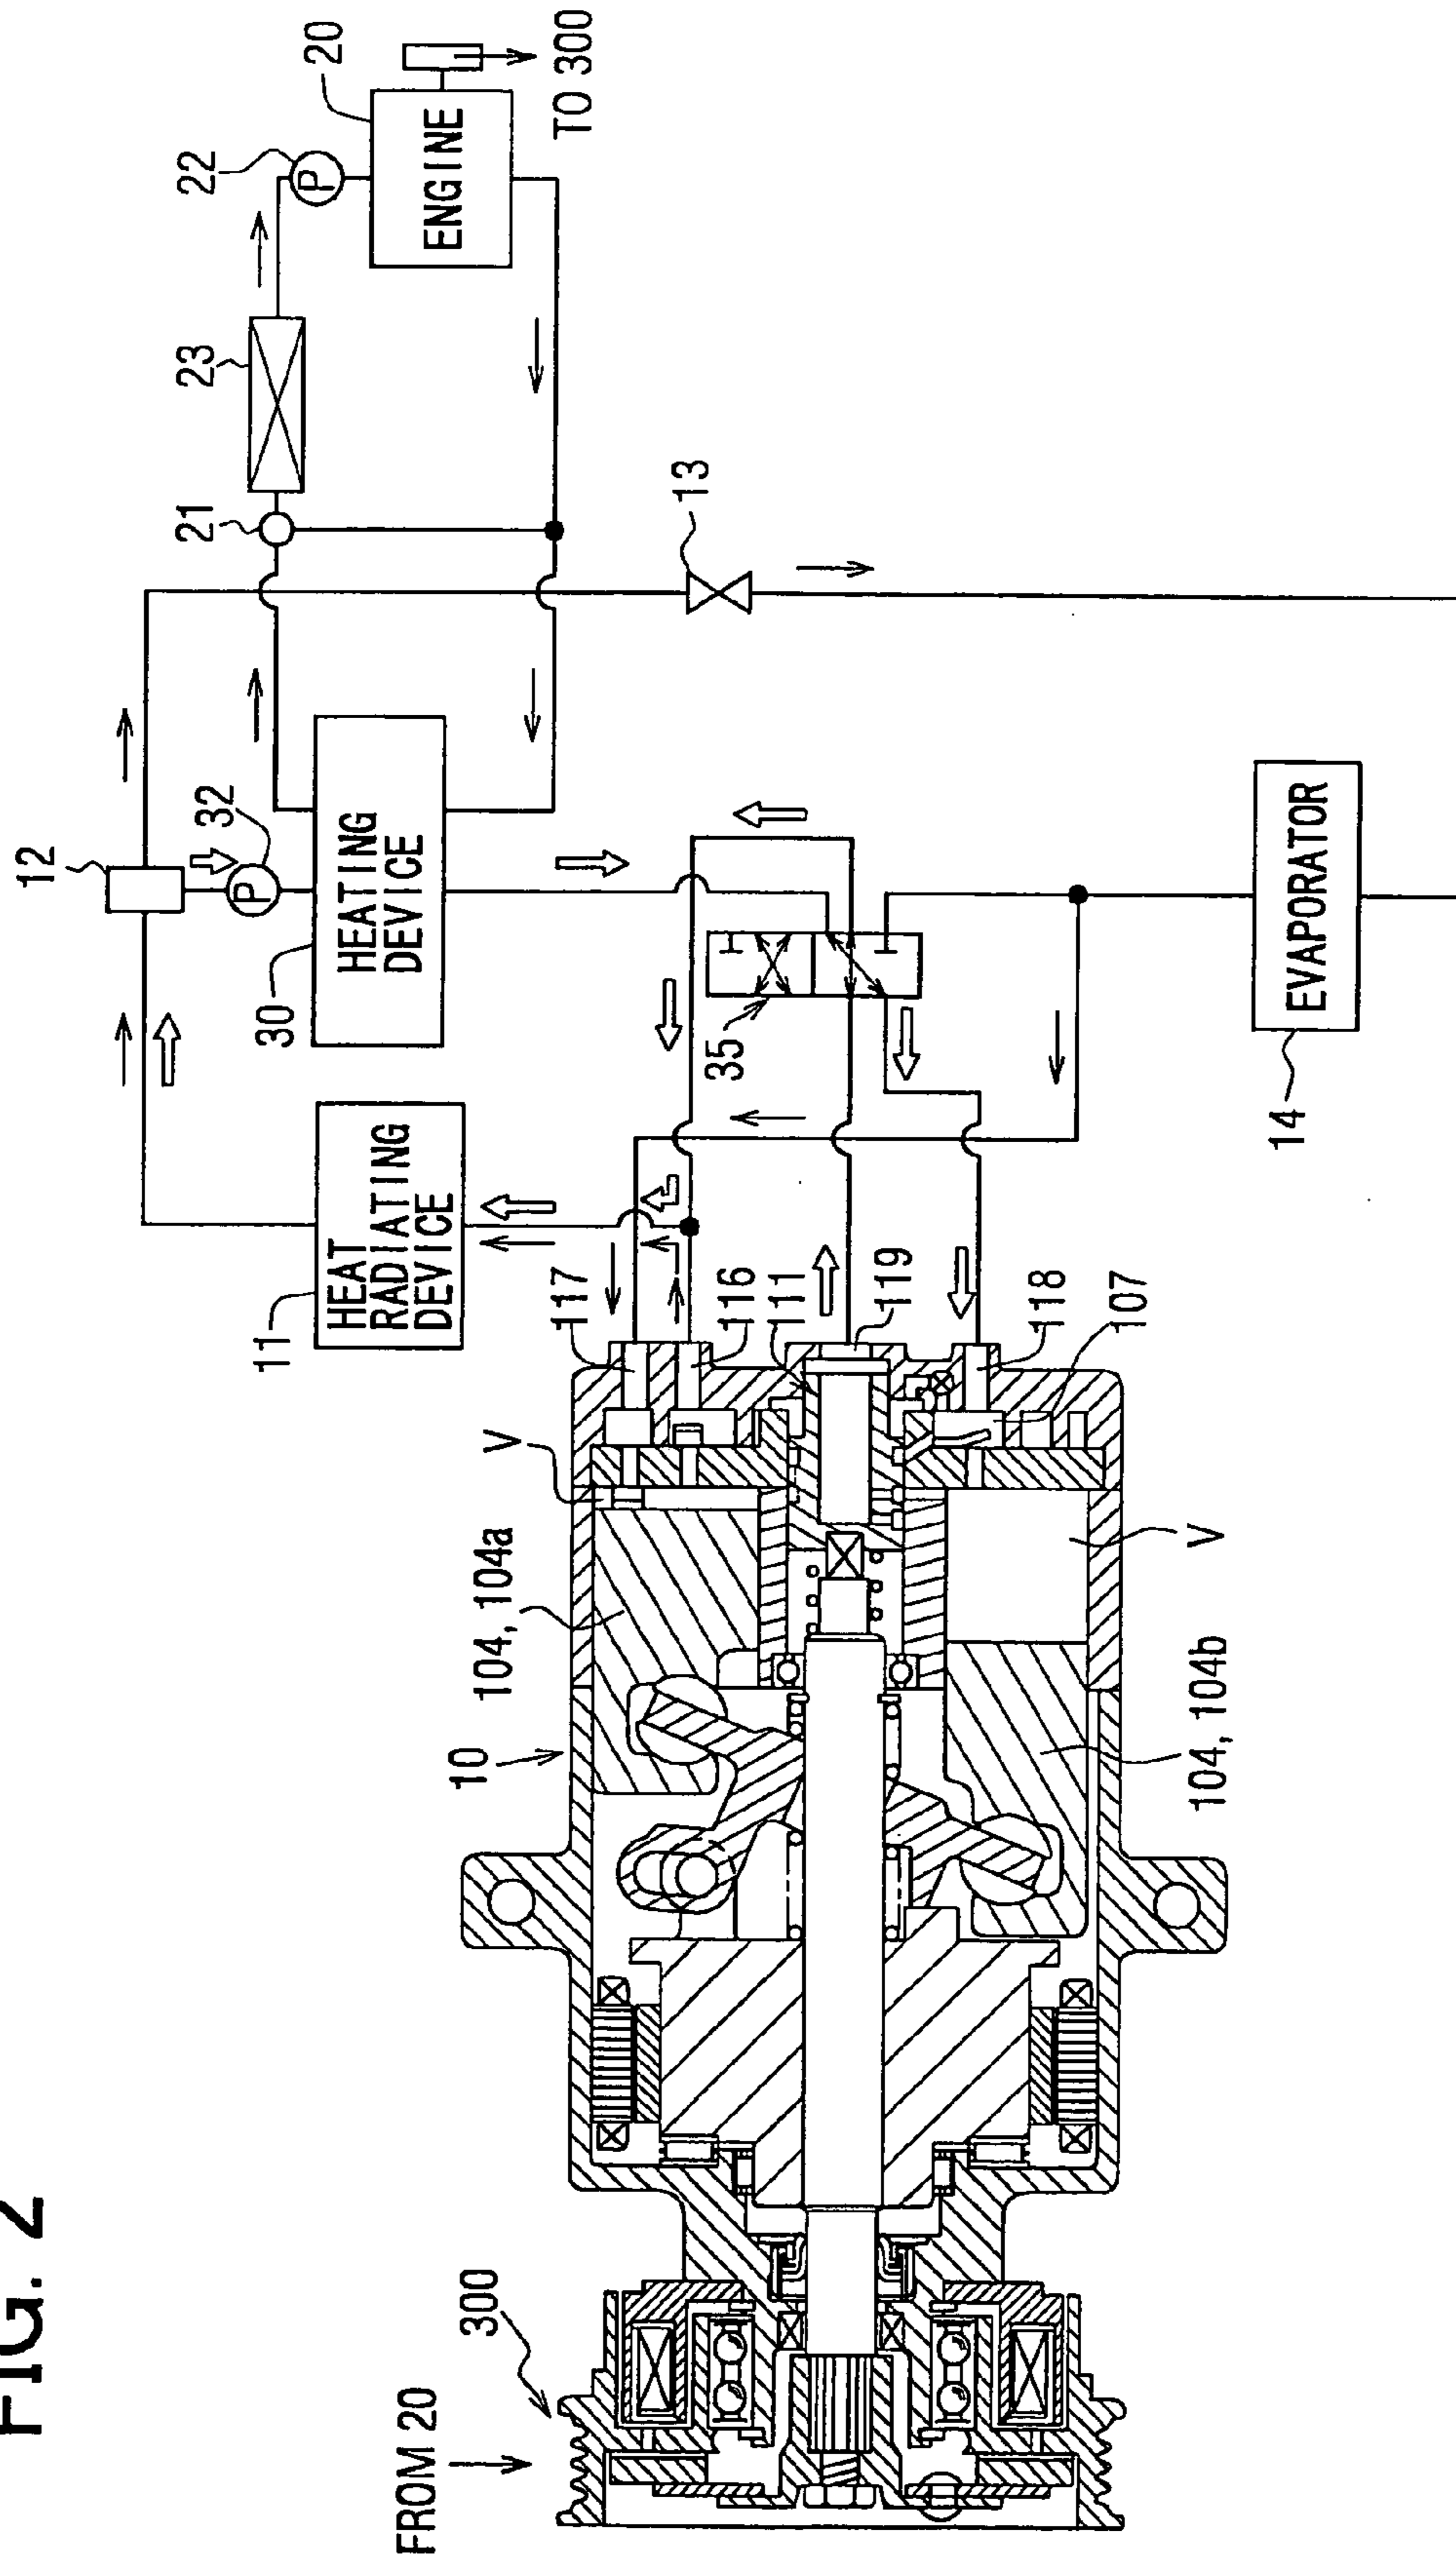 FIG. 2
FROM 20
300
10
104, 104a
104, 104b
V
V
11
HEAT
RADIATING
DEVICE
117
116
111
119
118
107
12
32
P
30
HEATING
DEVICE
35
14
EVAPORATOR
13
21
23
22
P
20
ENGINE
TO 300